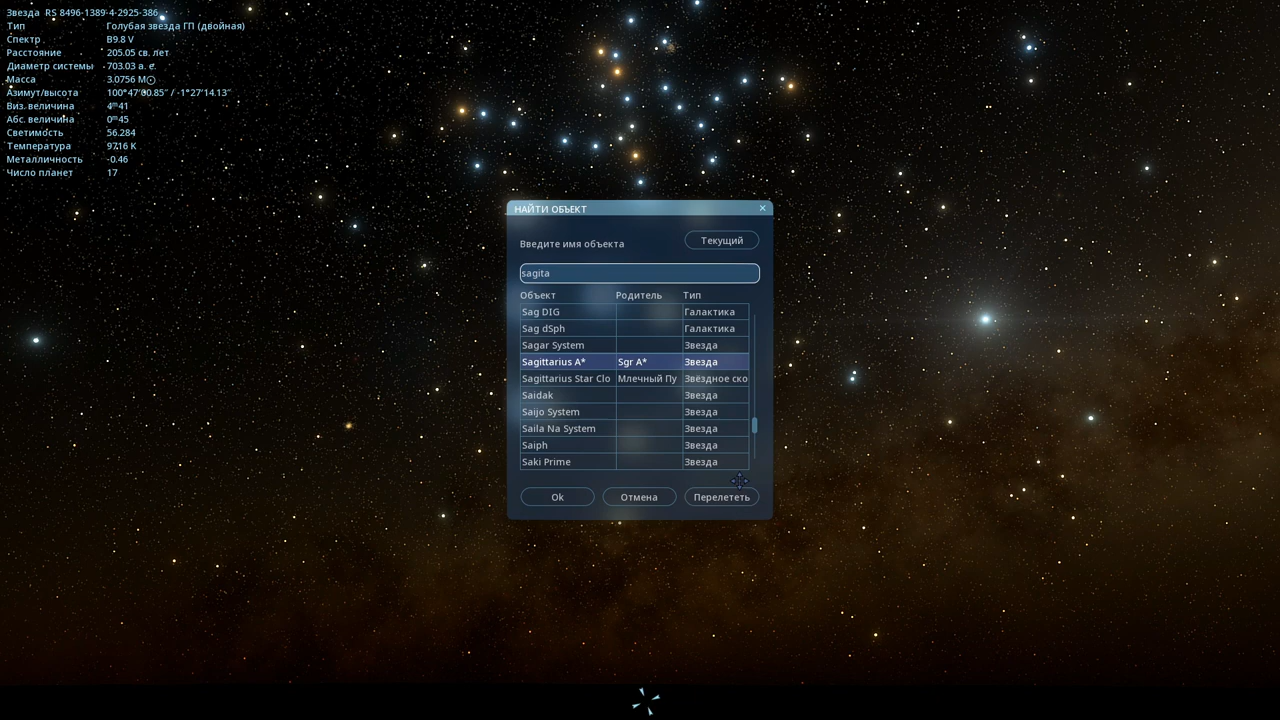 Звезда RS 8496-1389-4-2925-386
Тип Голубая звезда ГП (двойная)
Спектр B9.8 V
Расстояние 205.05 св. лет
Диаметр системы 703.03 а. е.
Масса 3.0756 M☉
Азимут/высота 100°47′00.85″ / -1°27′14.13″
Виз. величина 4ᵐ41
Абс. величина 0ᵐ45
Светимость 56.284
Температура 9716 K
Металличность -0.46
Число планет 17
НАЙТИ ОБЪЕКТ ×
Введите имя объекта Текущий
sagita
Объект Родитель Тип
Sag DIG Галактика
Sag dSph Галактика
Sagar System Звезда
Sagittarius A* Sgr A* Звезда
Sagittarius Star Clo Млечный Пу Звёздное ско
Saidak Звезда
Saijo System Звезда
Saila Na System Звезда
Saiph Звезда
Saki Prime Звезда
Ok Отмена Перелететь